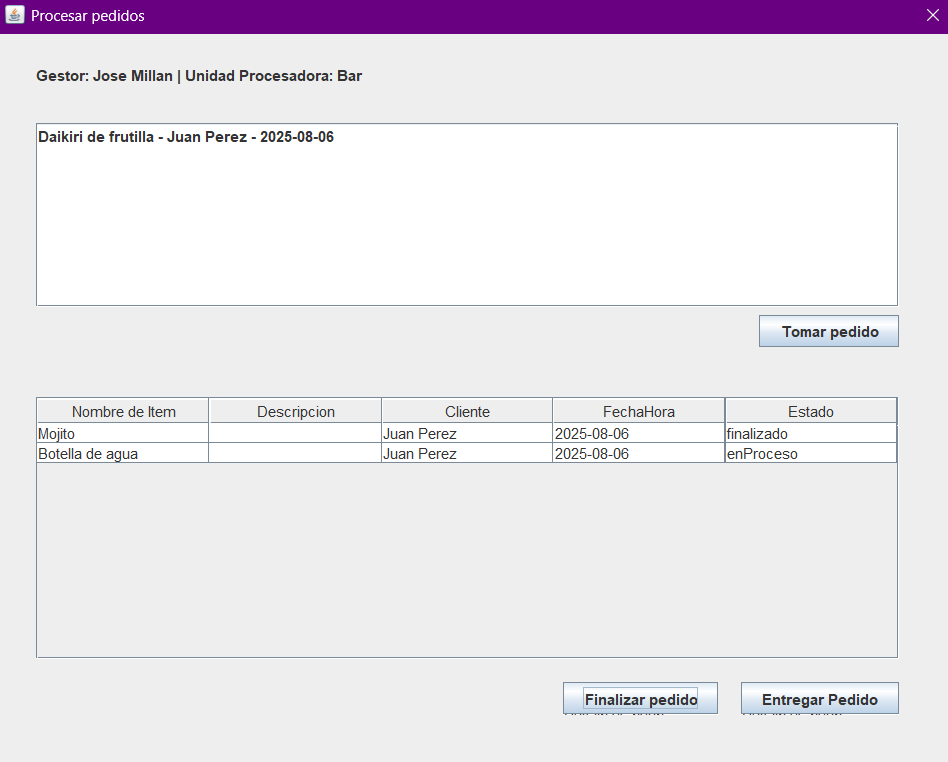 Procesar pedidos
Gestor: Jose Millan | Unidad Procesadora: Bar
Daikiri de frutilla - Juan Perez - 2025-08-06
Tomar pedido
Nombre de Item Descripcion Cliente FechaHora Estado
Mojito Juan Perez 2025-08-06 finalizado
Botella de agua Juan Perez 2025-08-06 enProceso
Finalizar pedido Entregar Pedido